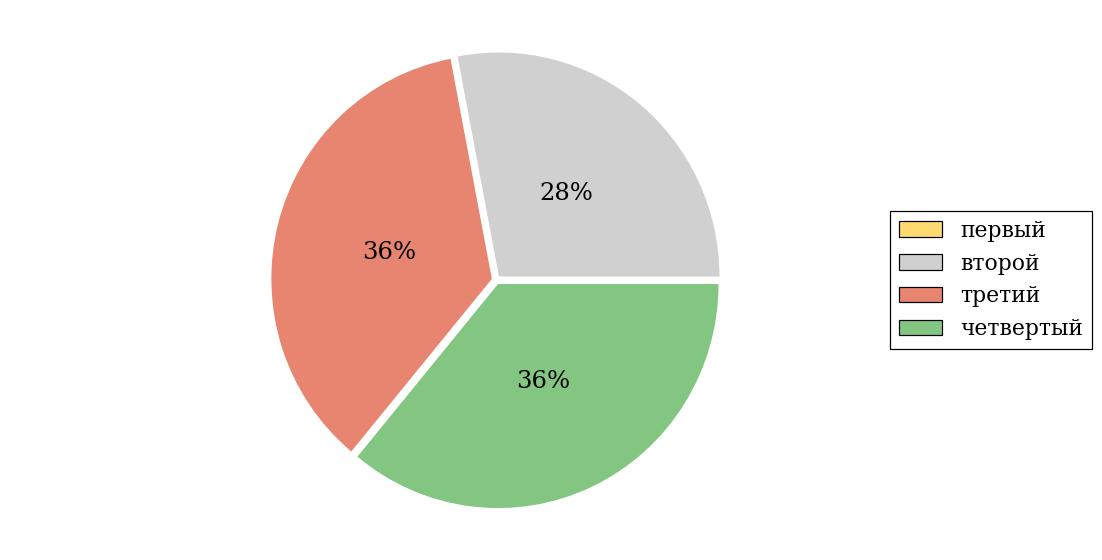 28%
36%
36%
первый
второй
третий
четвертый